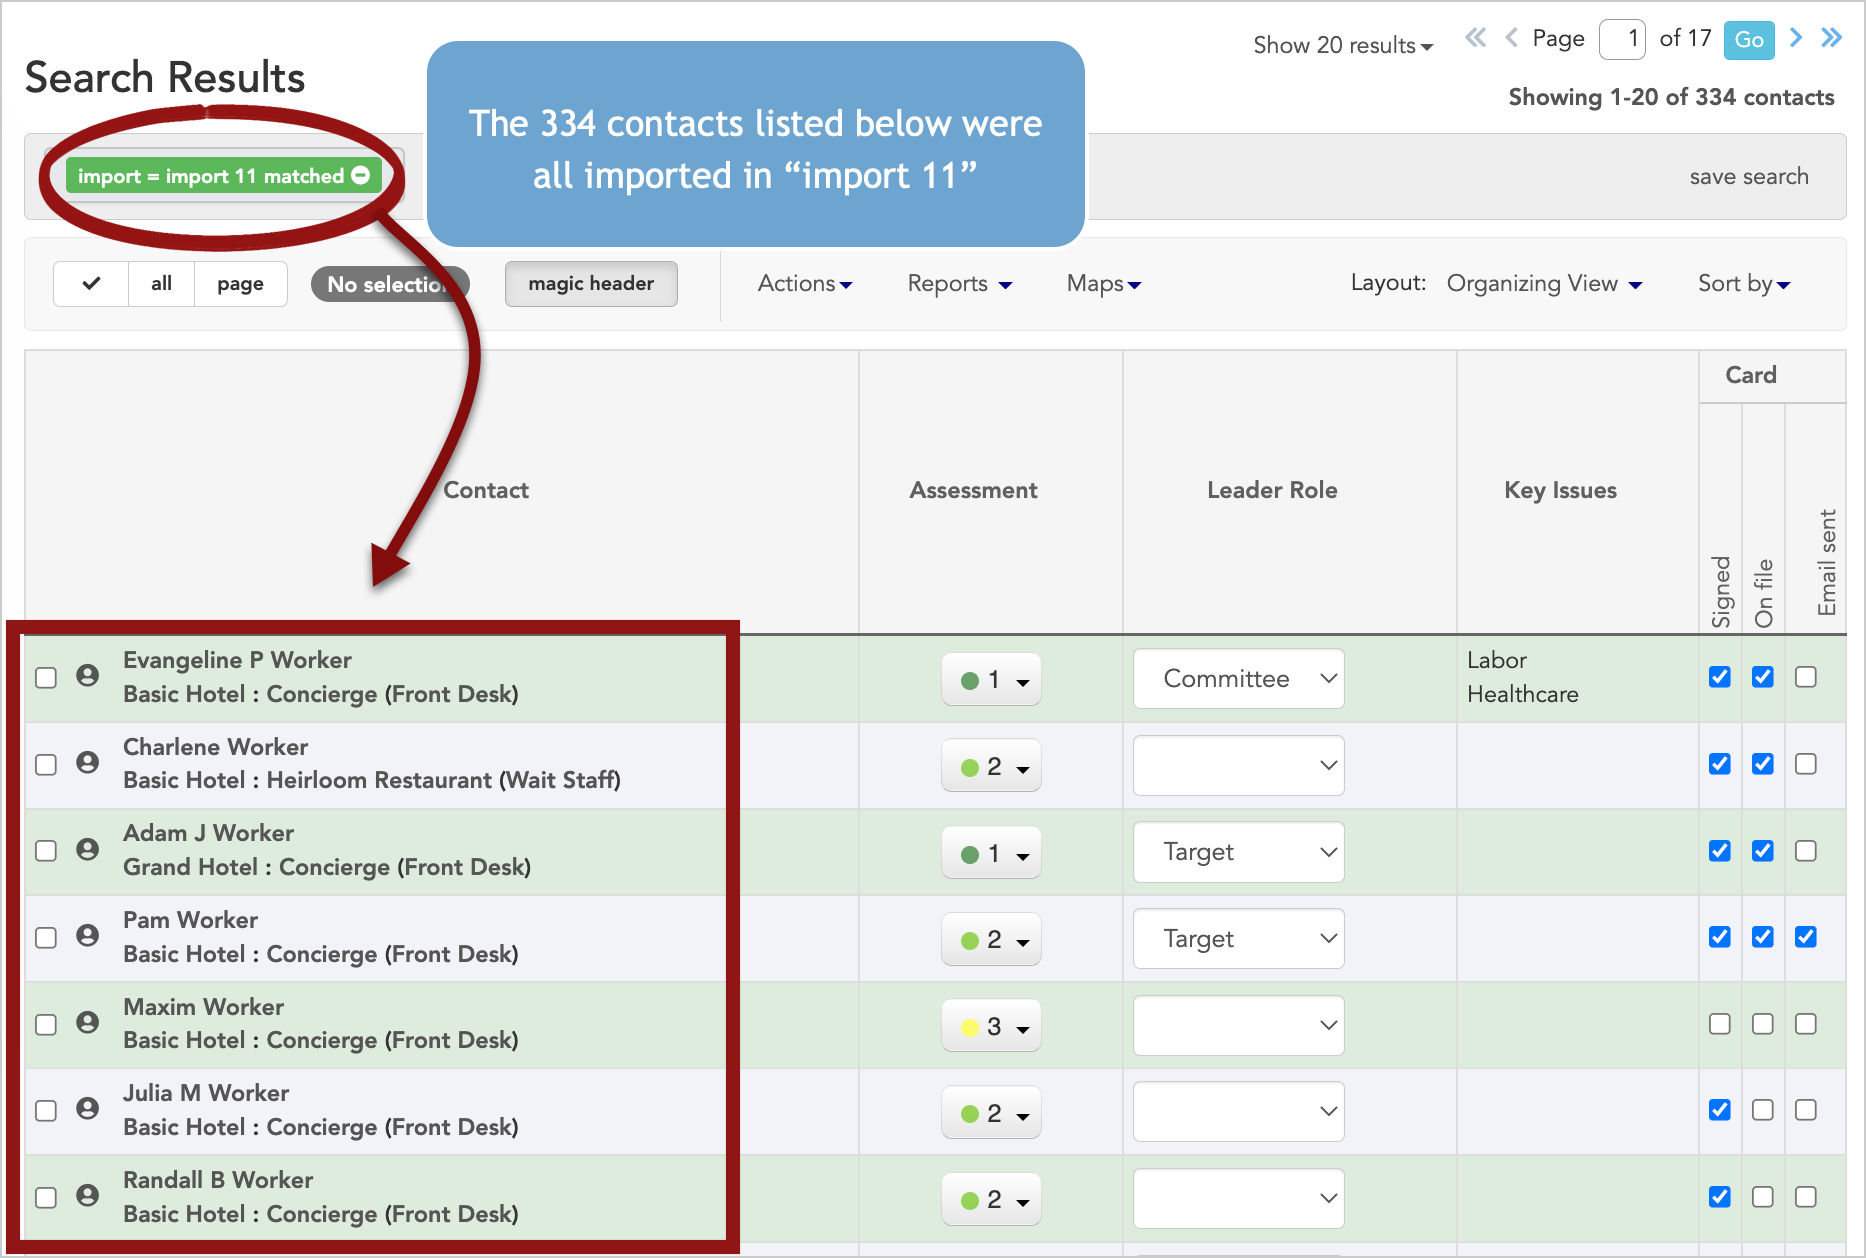 Show 20 results
Page 1 of 17 Go
Search Results
Showing 1-20 of 334 contacts
The 334 contacts listed below were
all imported in “import 11”
import = import 11 matched
save search
all
page
No selection
magic header
Actions
Reports
Maps
Layout:
Organizing View
Sort by
Contact
Assessment
Leader Role
Key Issues
Card
Signed
On file
Email sent
Evangeline P Worker
Basic Hotel : Concierge (Front Desk)
1
Committee
Labor
Healthcare
Charlene Worker
Basic Hotel : Heirloom Restaurant (Wait Staff)
2
Adam J Worker
Grand Hotel : Concierge (Front Desk)
1
Target
Pam Worker
Basic Hotel : Concierge (Front Desk)
2
Target
Maxim Worker
Basic Hotel : Concierge (Front Desk)
3
Julia M Worker
Basic Hotel : Concierge (Front Desk)
2
Randall B Worker
Basic Hotel : Concierge (Front Desk)
2